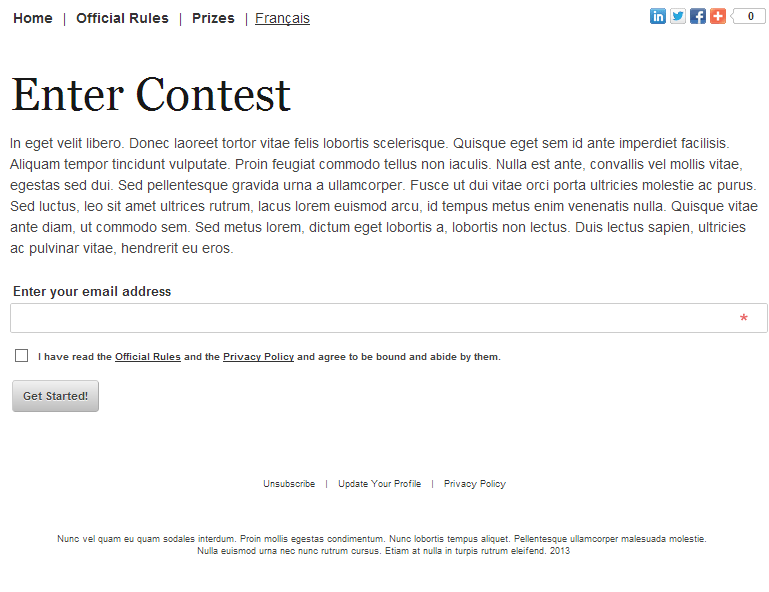 Home | Official Rules | Prizes | Français
0
Enter Contest
In eget velit libero. Donec laoreet tortor vitae felis lobortis scelerisque. Quisque eget sem id ante imperdiet facilisis.
Aliquam tempor tincidunt vulputate. Proin feugiat commodo tellus non iaculis. Nulla est ante, convallis vel mollis vitae,
egestas sed dui. Sed pellentesque gravida urna a ullamcorper. Fusce ut dui vitae orci porta ultricies molestie ac purus.
Sed luctus, leo sit amet ultrices rutrum, lacus lorem euismod arcu, id tempus metus enim venenatis nulla. Quisque vitae
ante diam, ut commodo sem. Sed metus lorem, dictum eget lobortis a, lobortis non lectus. Duis lectus sapien, ultricies
ac pulvinar vitae, hendrerit eu eros.
Enter your email address
*
I have read the Official Rules and the Privacy Policy and agree to be bound and abide by them.
Get Started!
Unsubscribe | Update Your Profile | Privacy Policy
Nunc vel quam eu quam sodales interdum. Proin mollis egestas condimentum. Nunc lobortis tempus aliquet. Pellentesque ullamcorper malesuada molestie.
Nulla euismod urna nec nunc rutrum cursus. Etiam at nulla in turpis rutrum eleifend. 2013